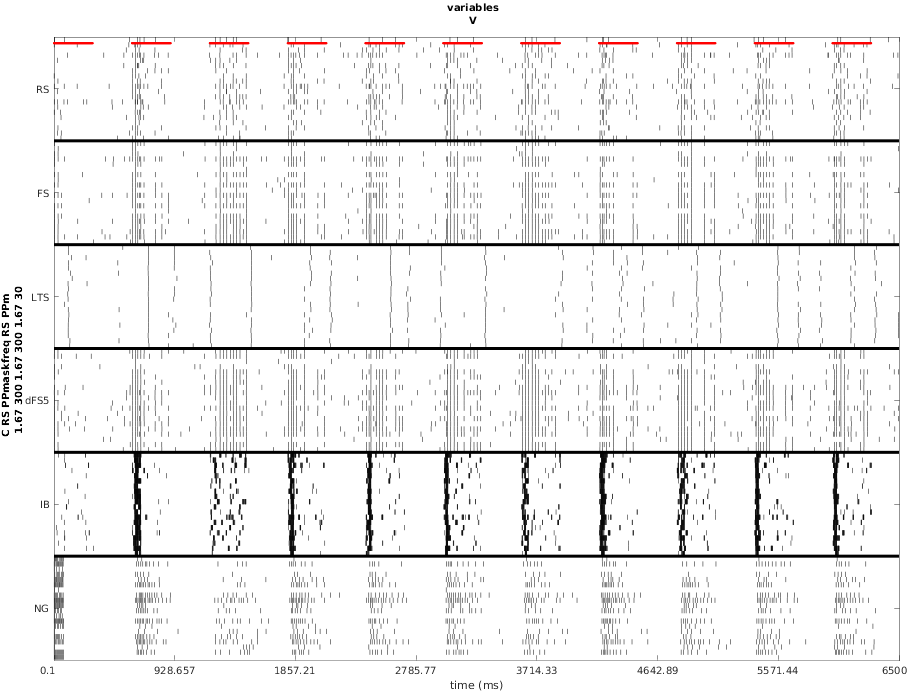 variables
V
RS
FS
LTS
dFS5
IB
NG
C RS PPmaskfreq RS PPm
1.67 300 1.67 300 1.67 30
0.1 928.657 1857.21 2785.77 3714.33 4642.89 5571.44 6500
time (ms)